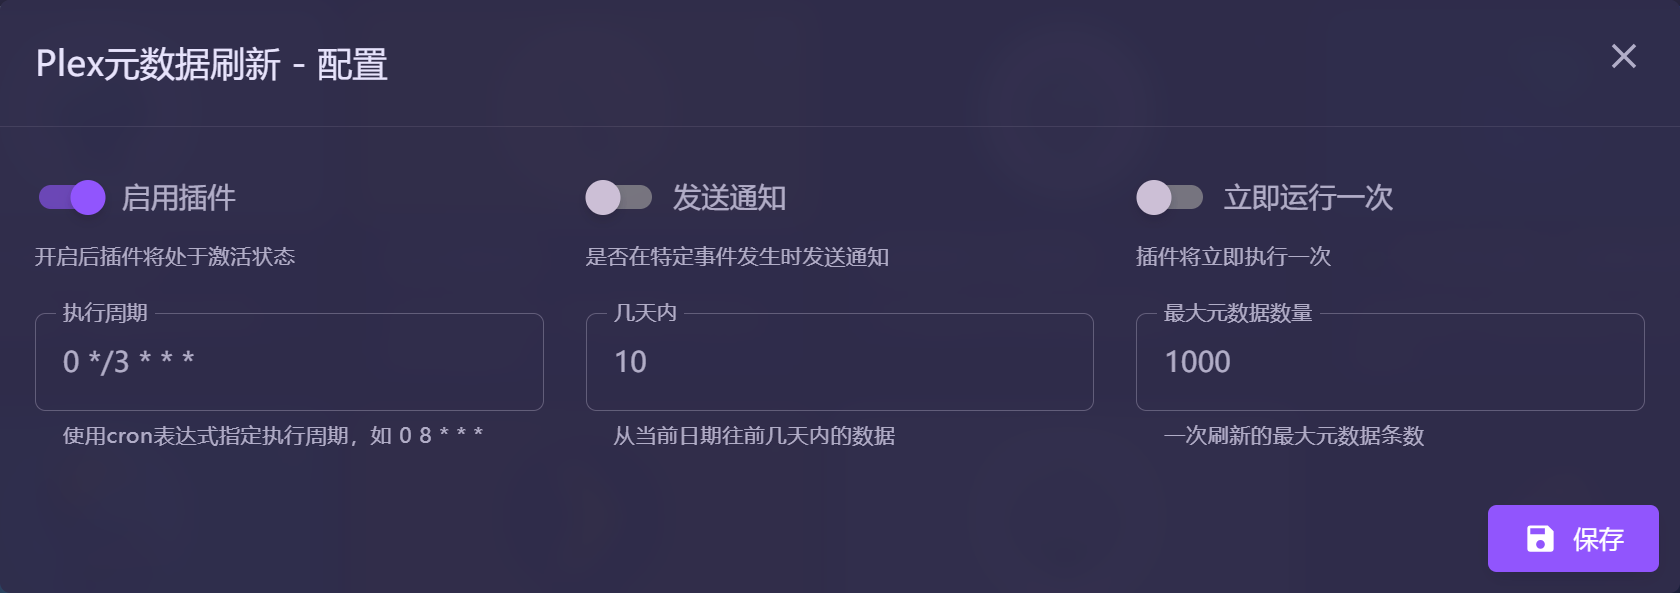 Plex元数据刷新 - 配置
启用插件
开启后插件将处于激活状态
发送通知
是否在特定事件发生时发送通知
立即运行一次
插件将立即执行一次
执行周期
0 */3 * * *
使用cron表达式指定执行周期，如 0 8 * * *
几天内
10
从当前日期往前几天内的数据
最大元数据数量
1000
一次刷新的最大元数据条数
保存